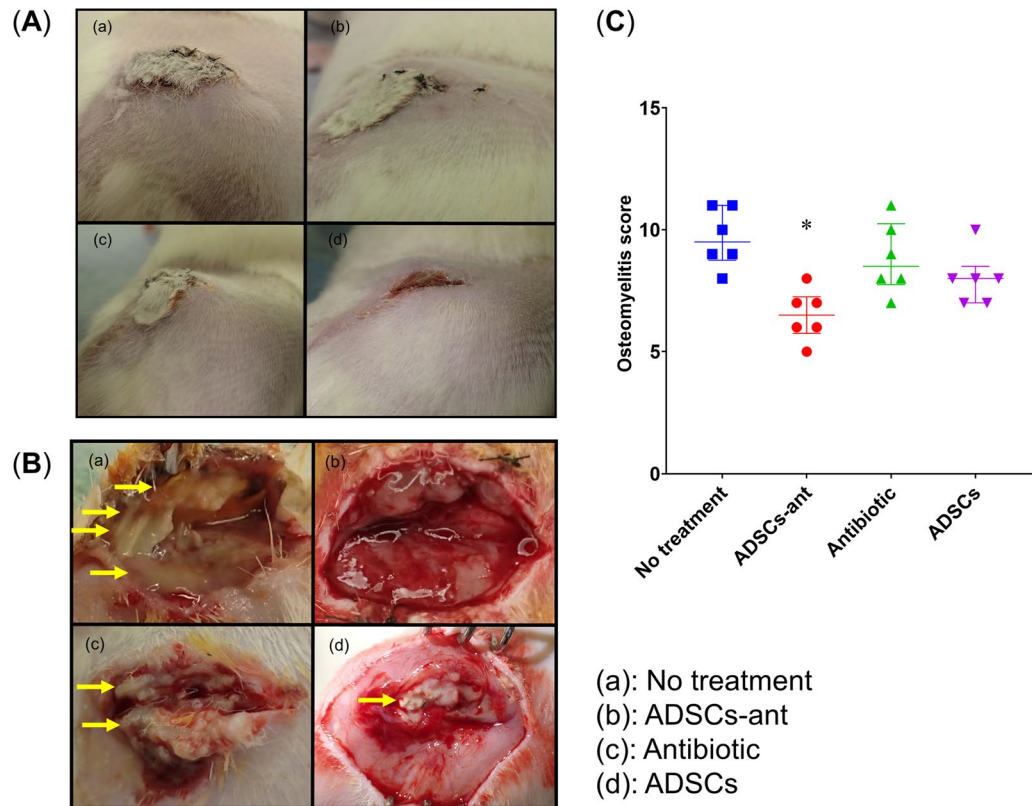 (A)
(a)
(b)
(c)
(d)
(B)
(a)
(b)
(c)
(d)
(C)
Osteomyelitis score
15
10
5
0
*
No treatment
ADSCs-ant
Antibiotic
ADSCs
(a): No treatment
(b): ADSCs-ant
(c): Antibiotic
(d): ADSCs